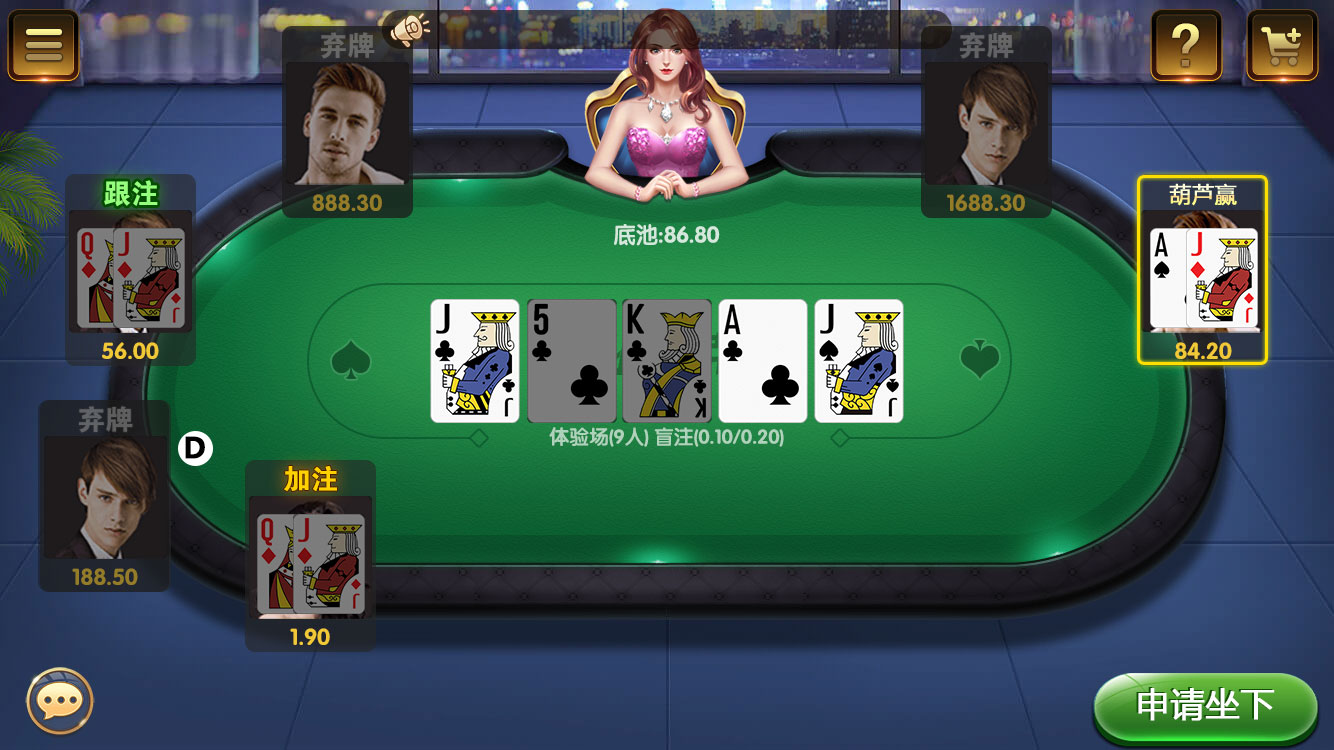 弃牌
888.30
弃牌
1688.30
?
跟注
Q J
J
56.00
底池:86.80
葫芦赢
A J
J
84.20
J 5 K A J
J K J
体验场(9人) 盲注(0.10/0.20)
弃牌
188.50
D
加注
Q J
J
1.90
申请坐下